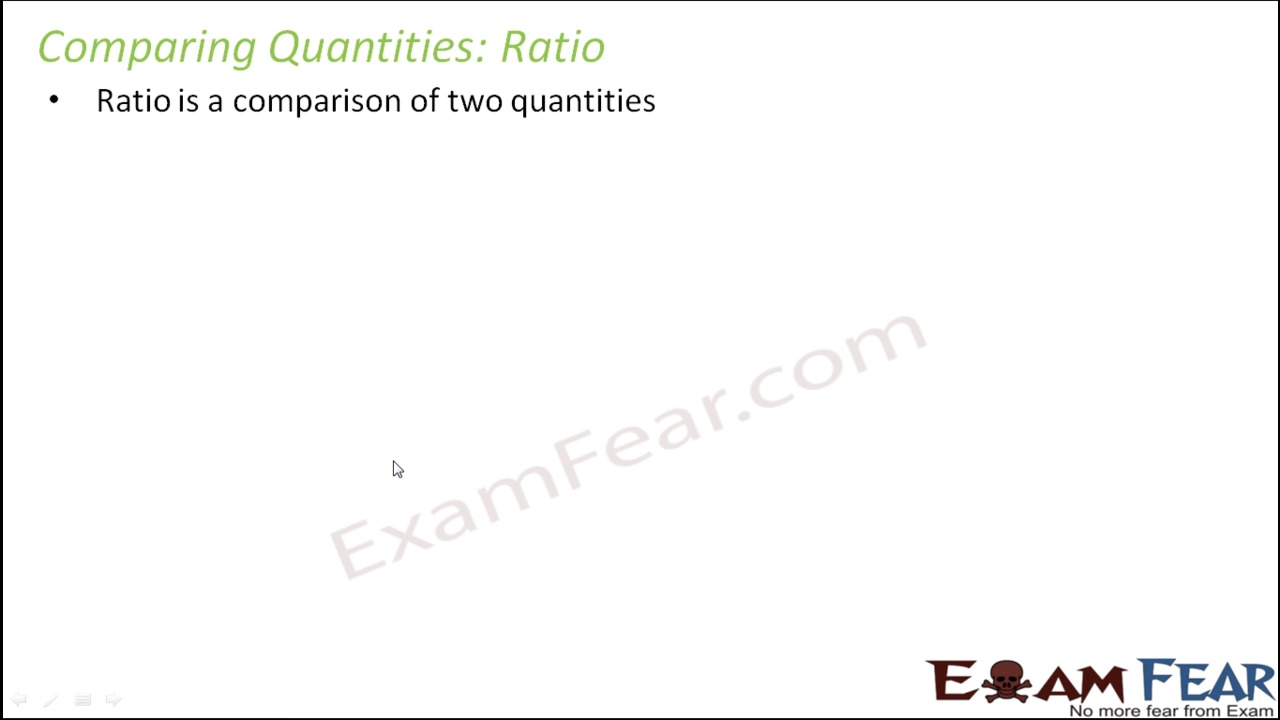 Comparing Quantities: Ratio
• Ratio is a comparison of two quantities
ExamFear.com
EXAM FEAR
No more fear from Exam